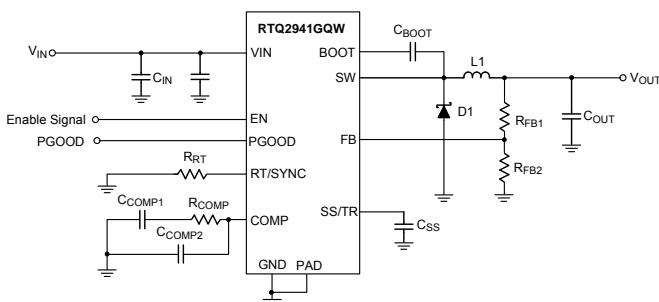 RTQ2941GQW
VIN
CIN
VIN
BOOT
CBOOT
SW
L1
VOUT
Enable Signal
EN
D1
RFB1
COUT
PGOOD
PGOOD
FB
RRT
RT/SYNC
RFB2
CCOMP1
RCOMP
COMP
SS/TR
CSS
CCOMP2
GND
PAD